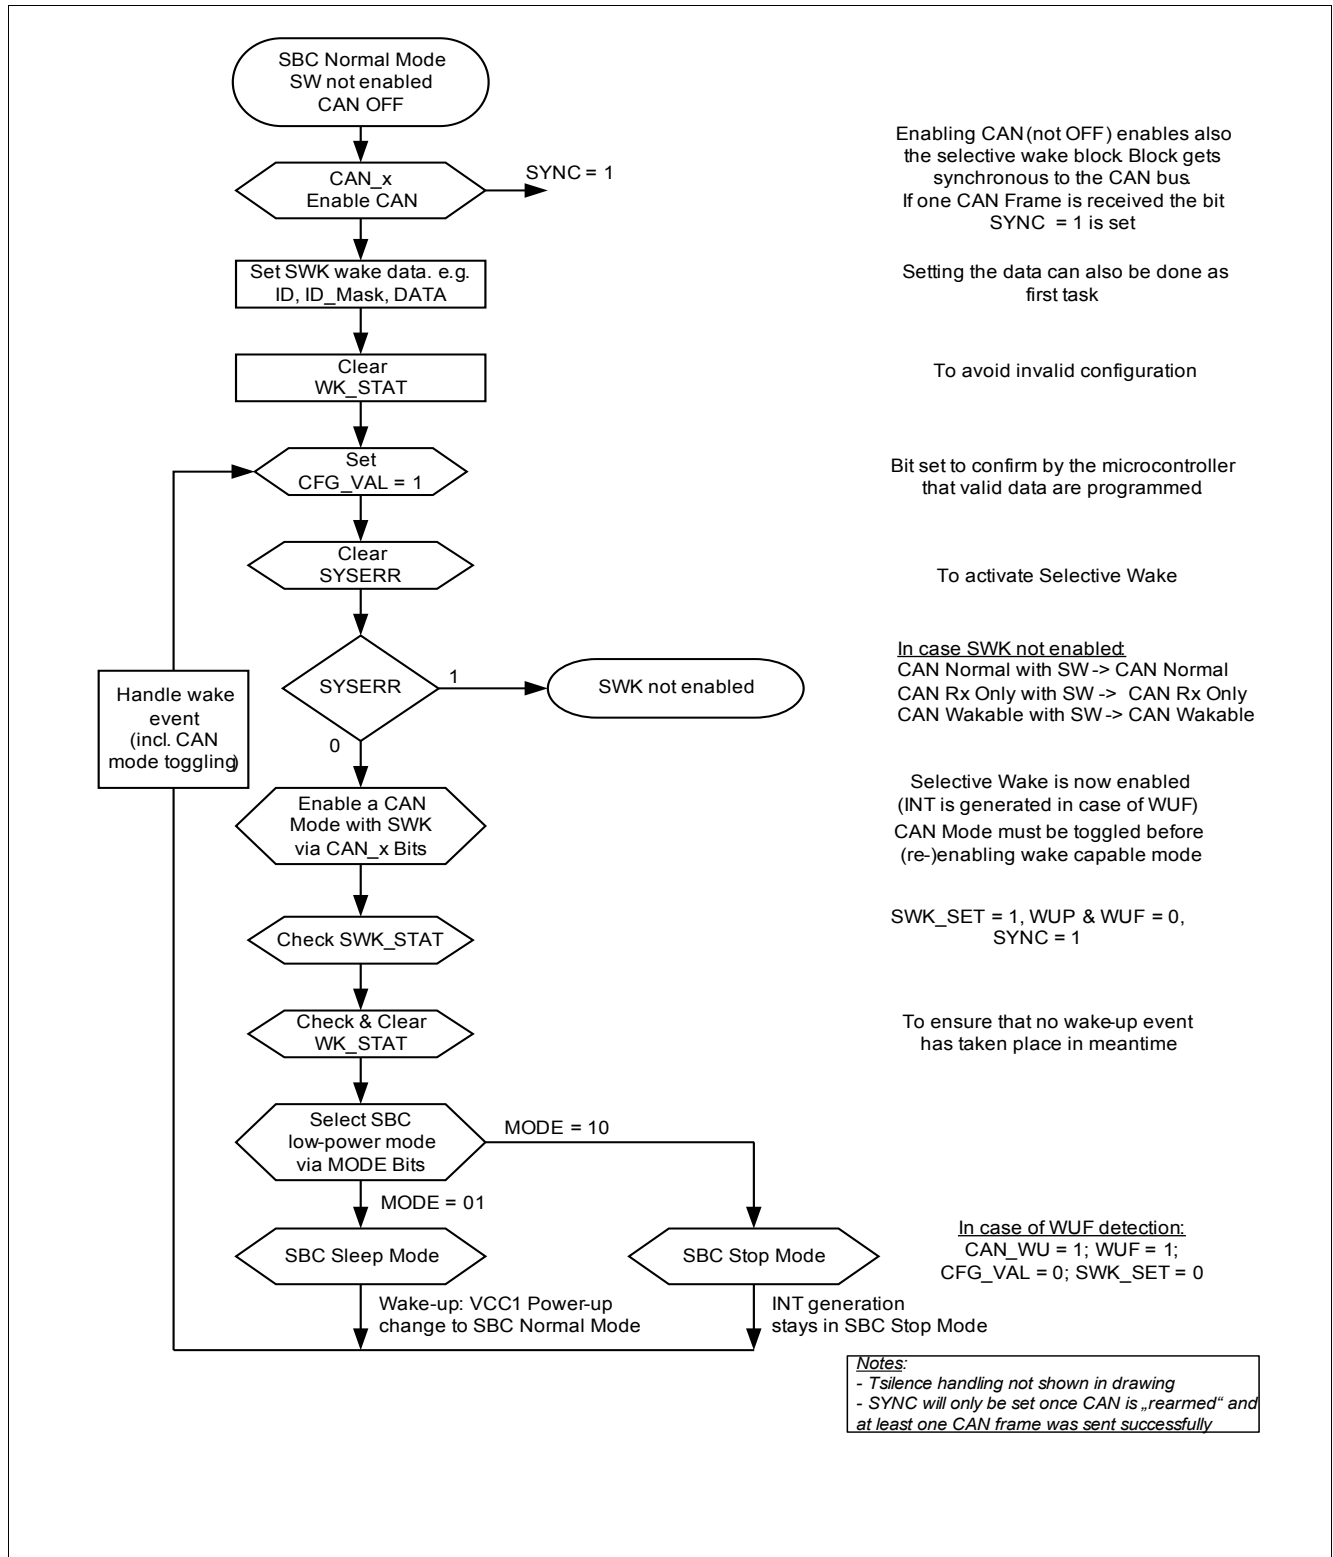 SBC Normal Mode
SW not enabled
CAN OFF
CAN_x
Enable CAN
SYNC = 1
Enabling CAN (not OFF) enables also
the selective wake block. Block gets
synchronous to the CAN bus.
If one CAN Frame is received the bit
SYNC = 1 is set
Set SWK wake data. e.g.
ID, ID_Mask, DATA
Setting the data can also be done as
first task
Clear
WK_STAT
To avoid invalid configuration
Set
CFG_VAL = 1
Bit set to confirm by the microcontroller
that valid data are programmed.
Clear
SYSERR
To activate Selective Wake
SYSERR
1
0
SWK not enabled
In case SWK not enabled:
CAN Normal with SW -> CAN Normal
CAN Rx Only with SW -> CAN Rx Only
CAN Wakable with SW -> CAN Wakable
Handle wake
event
(incl. CAN
mode toggling)
Enable a CAN
Mode with SWK
via CAN_x Bits
Selective Wake is now enabled
(INT is generated in case of WUF)
CAN Mode must be toggled before
(re-)enabling wake capable mode
Check SWK_STAT
SWK_SET = 1, WUP & WUF = 0,
SYNC = 1
Check & Clear
WK_STAT
To ensure that no wake-up event
has taken place in meantime
Select SBC
low-power mode
via MODE Bits
MODE = 10
MODE = 01
SBC Sleep Mode
SBC Stop Mode
In case of WUF detection:
CAN_WU = 1; WUF = 1;
CFG_VAL = 0; SWK_SET = 0
Wake-up: VCC1 Power-up
change to SBC Normal Mode
INT generation
stays in SBC Stop Mode
Notes:
- Tsilence handling not shown in drawing
- SYNC will only be set once CAN is „rearmed“ and
at least one CAN frame was sent successfully